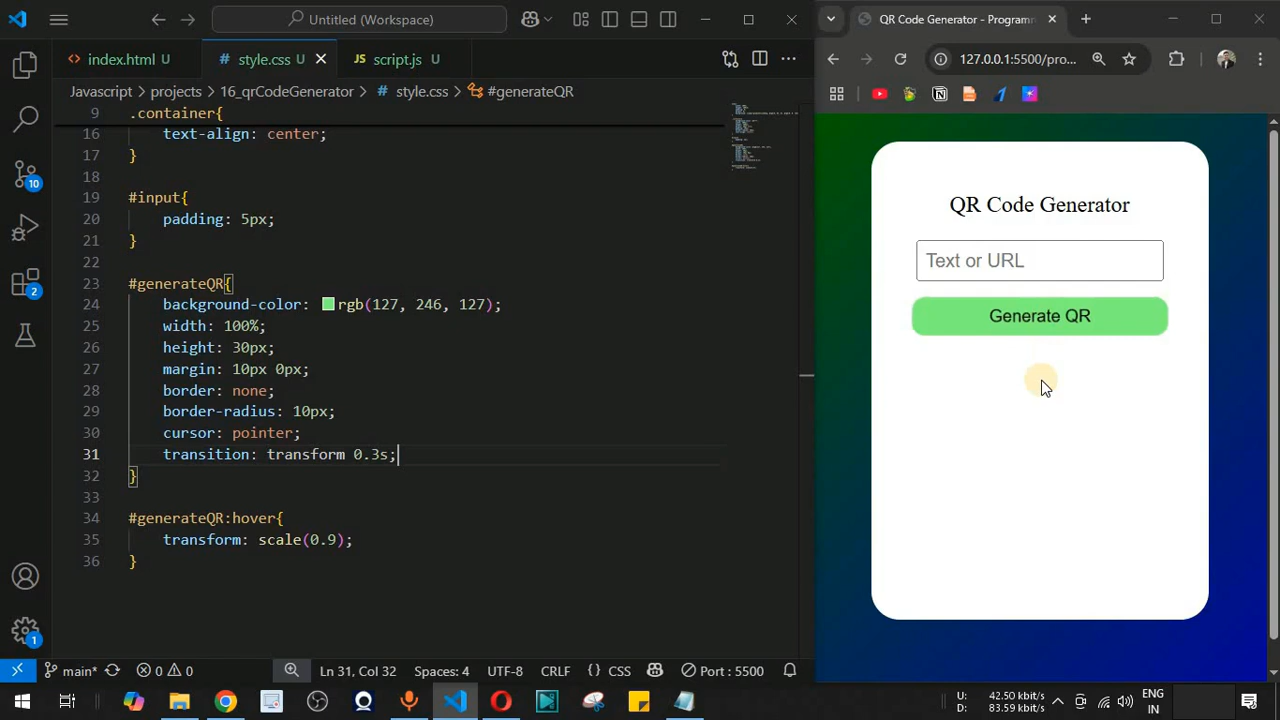 Untitled (Workspace)
index.html U
style.css U
script.js U
Javascript > projects > 16_qrCodeGenerator > style.css > #generateQR
9 .container{
16 text-align: center;
17 }
18
19 #input{
20 padding: 5px;
21 }
22
23 #generateQR{
24 background-color: rgb(127, 246, 127);
25 width: 100%;
26 height: 30px;
27 margin: 10px 0px;
28 border: none;
29 border-radius: 10px;
30 cursor: pointer;
31 transition: transform 0.3s;
32 }
33
34 #generateQR:hover{
35 transform: scale(0.9);
36 }
10
2
1
main* 0 0 Ln 31, Col 32 Spaces: 4 UTF-8 CRLF {} CSS Port : 5500
QR Code Generator - Programm
127.0.0.1:5500/pro...
QR Code Generator
Text or URL
Generate QR
U: 42.50 kbit/s
D: 83.59 kbit/s
ENG
IN